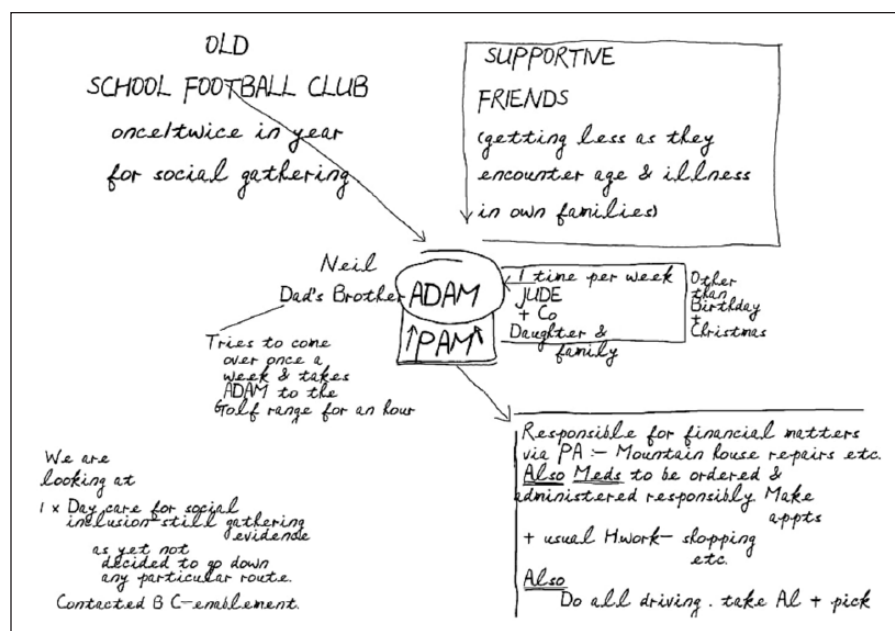 OLD
SCHOOL FOOTBALL CLUB
once/twice in year
for social gathering
SUPPORTIVE
FRIENDS
(getting less as they
encounter age & illness
in own families)
Neil
Dad's Brother
Tries to come
over once a
week & takes
ADAM to the
Golf range for an hour
ADAM
PAM
1 time per week
JUDE
+ Co
Daughter &
family
Other
than
Birthday
+
Christmas
We are
looking at
1 x Day care for social
inclusion-still gathering
evidence
as yet not
decided to go down
any particular route.
Contacted B C-enablement.
Responsible for financial matters
via PA :- Mountain house repairs etc.
Also Meds to be ordered &
administered responsibly Make
appts
+ usual H.work- shopping
etc.
Also
Do all driving. take Al + pick